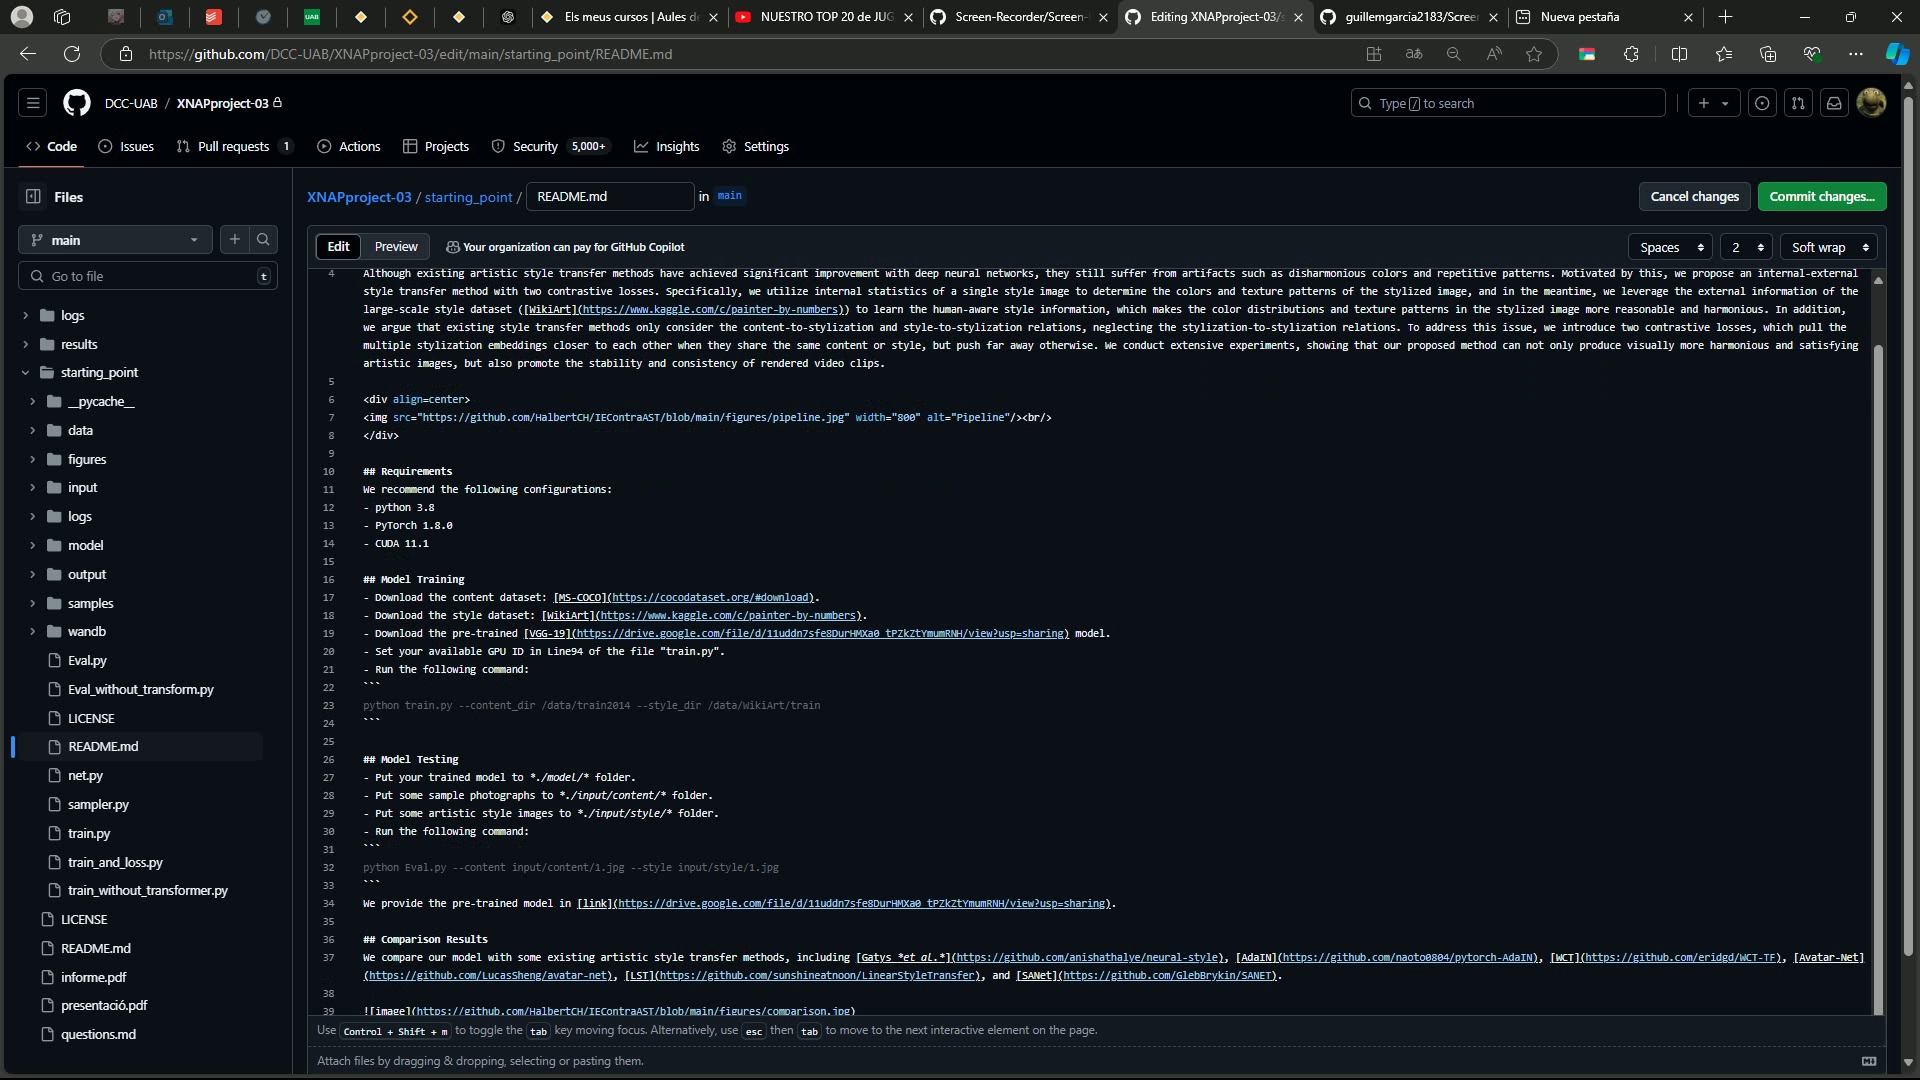 Els meus cursos | Aules d
NUESTRO TOP 20 de JUG
Screen-Recorder/Screen-
Editing XNAPproject-03/s
guillemgarcia2183/Screen
Nueva pestaña
https://github.com/DCC-UAB/XNAPproject-03/edit/main/starting_point/README.md
DCC-UAB / XNAPproject-03
Type / to search
Code
Issues
Pull requests 1
Actions
Projects
Security 5,000+
Insights
Settings
Files
main
Go to file t
logs
results
starting_point
__pycache__
data
figures
input
logs
model
output
samples
wandb
Eval.py
Eval_without_transform.py
LICENSE
README.md
net.py
sampler.py
train.py
train_and_loss.py
train_without_transformer.py
LICENSE
README.md
informe.pdf
presentació.pdf
questions.md
XNAPproject-03 / starting_point / README.md in main
Cancel changes
Commit changes...
Edit Preview Your organization can pay for GitHub Copilot
Spaces 2 Soft wrap
4 Although existing artistic style transfer methods have achieved significant improvement with deep neural networks, they still suffer from artifacts such as disharmonious colors and repetitive patterns. Motivated by this, we propose an internal-external
style transfer method with two contrastive losses. Specifically, we utilize internal statistics of a single style image to determine the colors and texture patterns of the stylized image, and in the meantime, we leverage the external information of the
large-scale style dataset ([WikiArt](https://www.kaggle.com/c/painter-by-numbers)) to learn the human-aware style information, which makes the color distributions and texture patterns in the stylized image more reasonable and harmonious. In addition,
we argue that existing style transfer methods only consider the content-to-stylization and style-to-stylization relations, neglecting the stylization-to-stylization relations. To address this issue, we introduce two contrastive losses, which pull the
multiple stylization embeddings closer to each other when they share the same content or style, but push far away otherwise. We conduct extensive experiments, showing that our proposed method can not only produce visually more harmonious and satisfying
artistic images, but also promote the stability and consistency of rendered video clips.
5
6 <div align=center>
7 <img src="https://github.com/HalbertCH/IEContraAST/blob/main/figures/pipeline.jpg" width="800" alt="Pipeline"/><br/>
8 </div>
9
10 ## Requirements
11 We recommend the following configurations:
12 - python 3.8
13 - PyTorch 1.8.0
14 - CUDA 11.1
15
16 ## Model Training
17 - Download the content dataset: [MS-COCO](https://cocodataset.org/#download).
18 - Download the style dataset: [WikiArt](https://www.kaggle.com/c/painter-by-numbers).
19 - Download the pre-trained [VGG-19](https://drive.google.com/file/d/11uddn7sfe8DurHMXa0_tPZkZtYmumRNH/view?usp=sharing) model.
20 - Set your available GPU ID in Line94 of the file "train.py".
21 - Run the following command:
22 ```
23 python train.py --content_dir /data/train2014 --style_dir /data/WikiArt/train
24 ```
25
26 ## Model Testing
27 - Put your trained model to *./model/* folder.
28 - Put some sample photographs to *./input/content/* folder.
29 - Put some artistic style images to *./input/style/* folder.
30 - Run the following command:
31 ```
32 python Eval.py --content input/content/1.jpg --style input/style/1.jpg
33 ```
34 We provide the pre-trained model in [link](https://drive.google.com/file/d/11uddn7sfe8DurHMXa0_tPZkZtYmumRNH/view?usp=sharing).
35
36 ## Comparison Results
37 We compare our model with some existing artistic style transfer methods, including [Gatys *et al.*](https://github.com/anishathalye/neural-style), [AdaIN](https://github.com/naoto0804/pytorch-AdaIN), [WCT](https://github.com/eridgd/WCT-TF), [Avatar-Net]
(https://github.com/LucasSheng/avatar-net), [LST](https://github.com/sunshineatnoon/LinearStyleTransfer), and [SANet](https://github.com/GlebBrykin/SANET).
38
39 ![image](https://github.com/HalbertCH/IEContraAST/blob/main/figures/comparison.jpg)
Use Control + Shift + m to toggle the tab key moving focus. Alternatively, use esc then tab to move to the next interactive element on the page.
Attach files by dragging & dropping, selecting or pasting them.